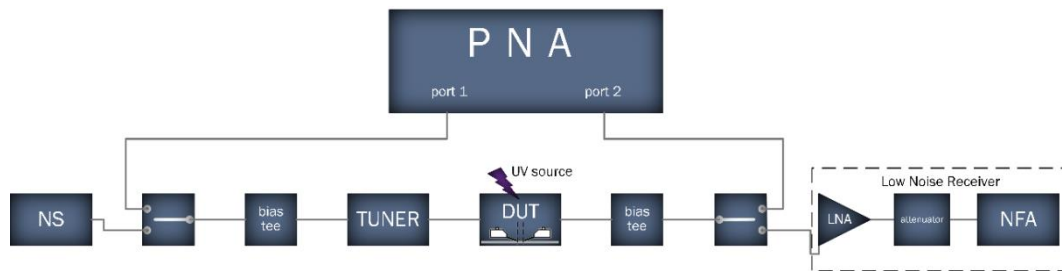 P N A
port 1
port 2
UV source
Low Noise Receiver
NS
bias
tee
TUNER
DUT
bias
tee
LNA
attenuator
NFA